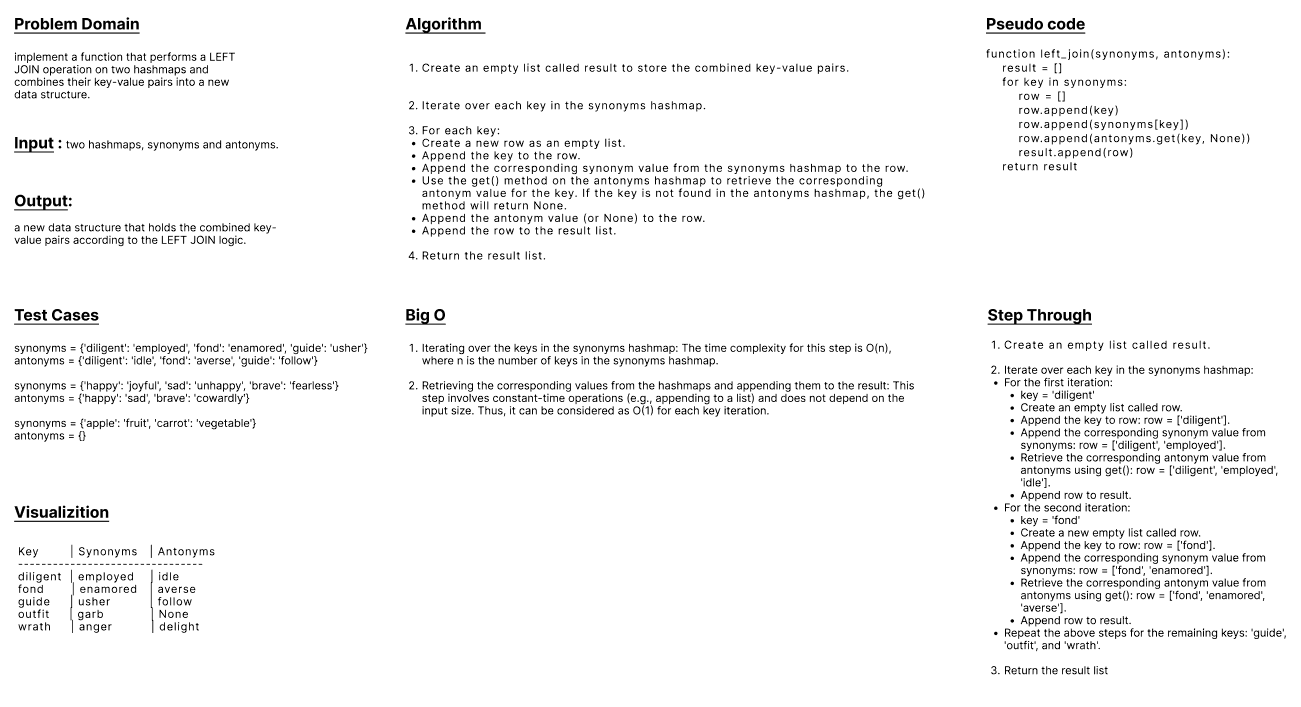 Problem Domain
implement a function that performs a LEFT
JOIN operation on two hashmaps and
combines their key-value pairs into a new
data structure.
Input : two hashmaps, synonyms and antonyms.
Output:
a new data structure that holds the combined key-
value pairs according to the LEFT JOIN logic.
Algorithm
1. Create an empty list called result to store the combined key-value pairs.
2. Iterate over each key in the synonyms hashmap.
3. For each key:
• Create a new row as an empty list.
• Append the key to the row.
• Append the corresponding synonym value from the synonyms hashmap to the row.
• Use the get() method on the antonyms hashmap to retrieve the corresponding
antonym value for the key. If the key is not found in the antonyms hashmap, the get()
method will return None.
• Append the antonym value (or None) to the row.
• Append the row to the result list.
4. Return the result list.
Pseudo code
function left_join(synonyms, antonyms):
result = []
for key in synonyms:
row = []
row.append(key)
row.append(synonyms[key])
row.append(antonyms.get(key, None))
result.append(row)
return result
Test Cases
synonyms = {'diligent': 'employed', 'fond': 'enamored', 'guide': 'usher'}
antonyms = {'diligent': 'idle', 'fond': 'averse', 'guide': 'follow'}
synonyms = {'happy': 'joyful', 'sad': 'unhappy', 'brave': 'fearless'}
antonyms = {'happy': 'sad', 'brave': 'cowardly'}
synonyms = {'apple': 'fruit', 'carrot': 'vegetable'}
antonyms = {}
Visualizition
Key | Synonyms | Antonyms
--------------------------------
diligent | employed | idle
fond | enamored | averse
guide | usher | follow
outfit | garb | None
wrath | anger | delight
Big O
1. Iterating over the keys in the synonyms hashmap: The time complexity for this step is O(n),
where n is the number of keys in the synonyms hashmap.
2. Retrieving the corresponding values from the hashmaps and appending them to the result: This
step involves constant-time operations (e.g., appending to a list) and does not depend on the
input size. Thus, it can be considered as O(1) for each key iteration.
Step Through
1. Create an empty list called result.
2. Iterate over each key in the synonyms hashmap:
• For the first iteration:
• key = 'diligent'
• Create an empty list called row.
• Append the key to row: row = ['diligent'].
• Append the corresponding synonym value from
synonyms: row = ['diligent', 'employed'].
• Retrieve the corresponding antonym value from
antonyms using get(): row = ['diligent', 'employed',
'idle'].
• Append row to result.
• For the second iteration:
• key = 'fond'
• Create a new empty list called row.
• Append the key to row: row = ['fond'].
• Append the corresponding synonym value from
synonyms: row = ['fond', 'enamored'].
• Retrieve the corresponding antonym value from
antonyms using get(): row = ['fond', 'enamored',
'averse'].
• Append row to result.
• Repeat the above steps for the remaining keys: 'guide',
'outfit', and 'wrath'.
3. Return the result list